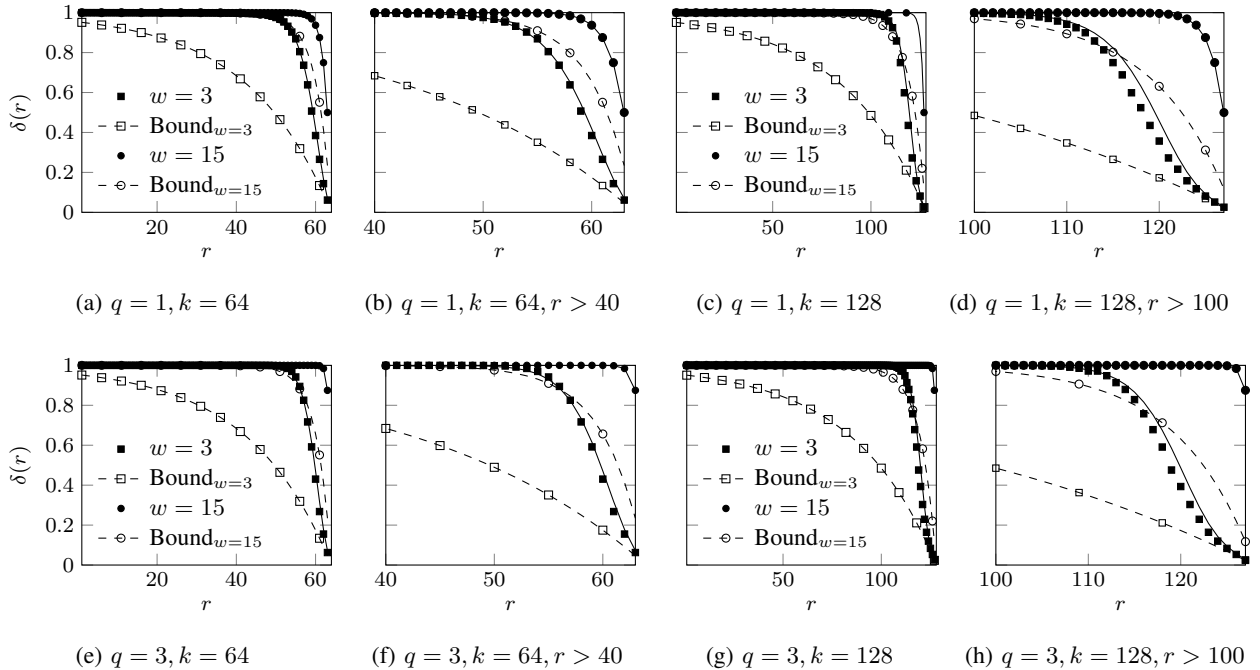 1
0.8
0.6
0.4
0.2
0
δ(r)
20 40 60
r
w = 3
Bound_{w=3}
w = 15
Bound_{w=15}
40 50 60
r
50 100
r
w = 3
Bound_{w=3}
w = 15
Bound_{w=15}
100 110 120
r
(a) q = 1, k = 64
(b) q = 1, k = 64, r > 40
(c) q = 1, k = 128
(d) q = 1, k = 128, r > 100
1
0.8
0.6
0.4
0.2
0
δ(r)
20 40 60
r
w = 3
Bound_{w=3}
w = 15
Bound_{w=15}
40 50 60
r
50 100
r
w = 3
Bound_{w=3}
w = 15
Bound_{w=15}
100 110 120
r
(e) q = 3, k = 64
(f) q = 3, k = 64, r > 40
(g) q = 3, k = 128
(h) q = 3, k = 128, r > 100